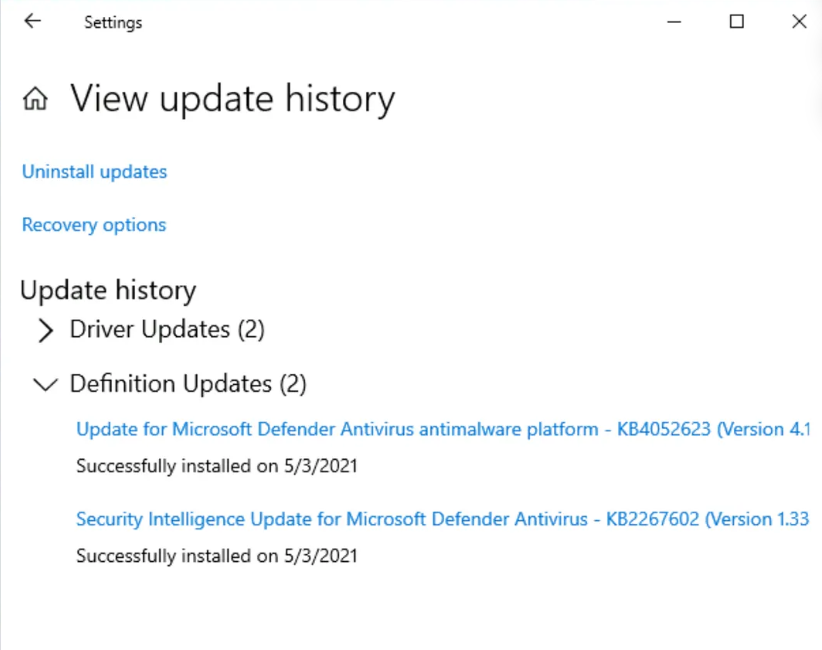 Settings
View update history
Uninstall updates
Recovery options
Update history
Driver Updates (2)
Definition Updates (2)
Update for Microsoft Defender Antivirus antimalware platform - KB4052623 (Version 4.1
Successfully installed on 5/3/2021
Security Intelligence Update for Microsoft Defender Antivirus - KB2267602 (Version 1.33
Successfully installed on 5/3/2021